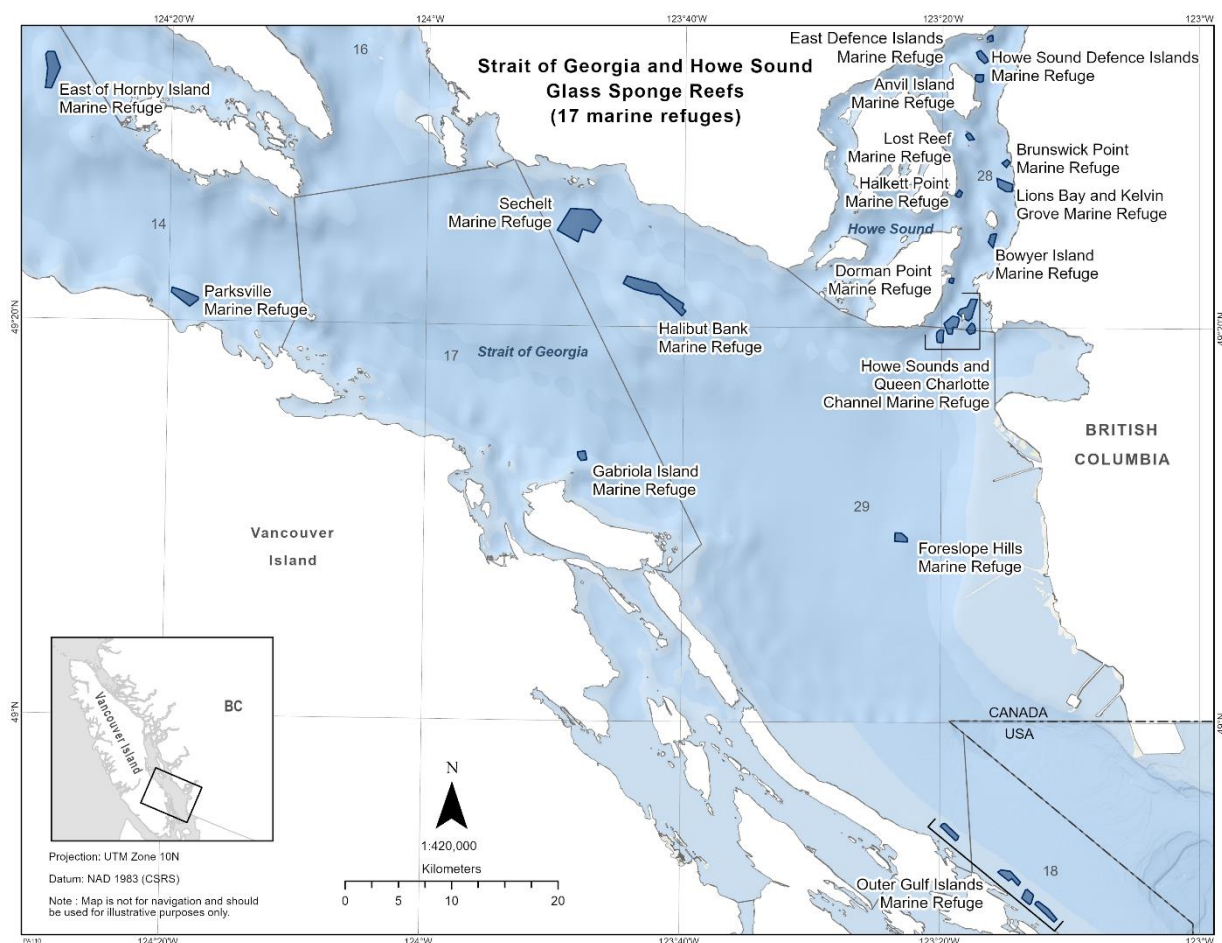 124°20'W
124°W
123°40'W
123°20'W
123°W
16
Strait of Georgia and Howe Sound
Glass Sponge Reefs
(17 marine refuges)
East Defence Islands
Marine Refuge
Howe Sound Defence Islands
Marine Refuge
Anvil Island
Marine Refuge
East of Hornby Island
Marine Refuge
Lost Reef
Marine Refuge
Brunswick Point
Marine Refuge
28
Halkett Point
Marine Refuge
Lions Bay and Kelvin
Grove Marine Refuge
Sechelt
Marine Refuge
14
Howe Sound
Bowyer Island
Marine Refuge
Dorman Point
Marine Refuge
Parksville
Marine Refuge
49°20'N
49°20'N
Halibut Bank
Marine Refuge
17
Strait of Georgia
Howe Sounds and
Queen Charlotte
Channel Marine Refuge
BRITISH
COLUMBIA
Gabriola Island
Marine Refuge
29
Vancouver
Island
Foreslope Hills
Marine Refuge
49°N
49°N
CANADA
USA
Vancouver Island
BC
N
1:420,000
Kilometers
0 5 10 20
Projection: UTM Zone 10N
Datum: NAD 1983 (CSRS)
Note : Map is not for navigation and should
be used for illustrative purposes only.
Outer Gulf Islands
Marine Refuge
18
124°20'W
124°W
123°40'W
123°20'W
123°W